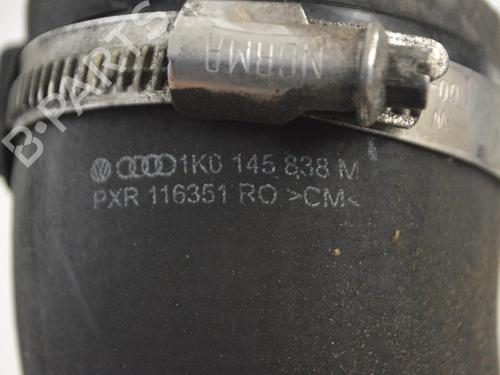 NORMA
1K0 145 838 M
PXR 116351 RO >CM<
B-PARTS